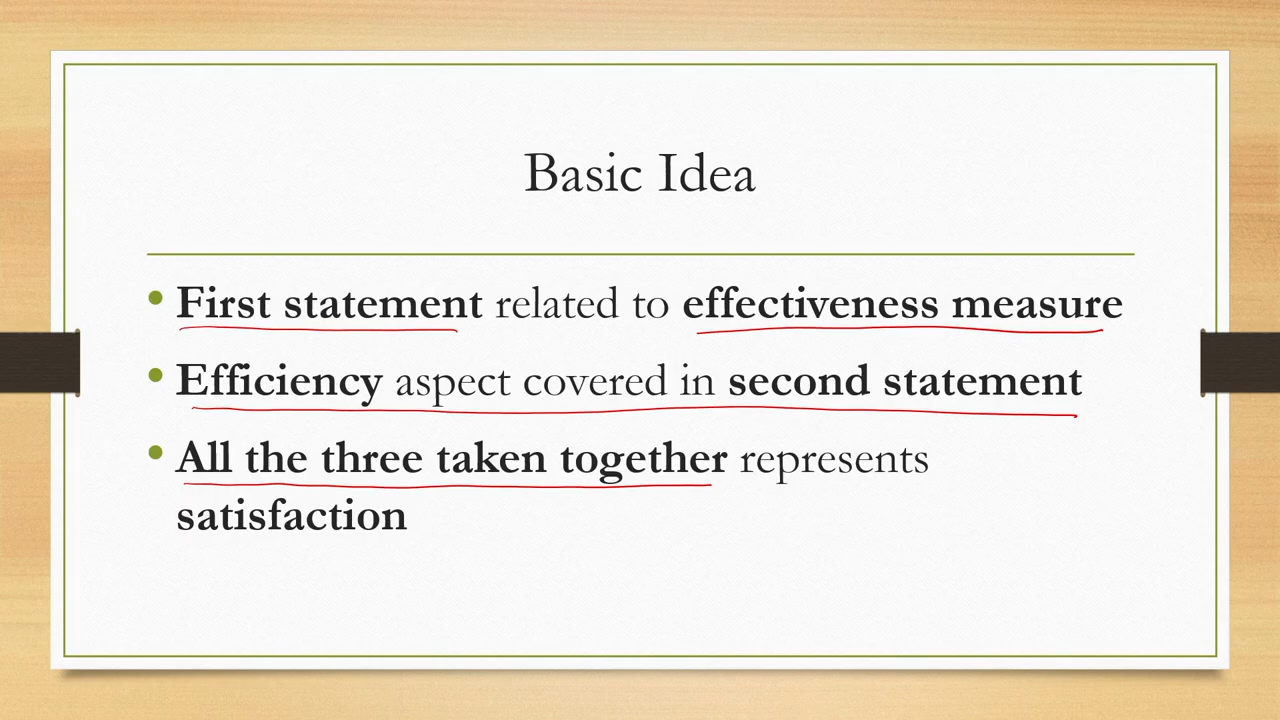 Basic Idea
• First statement related to effectiveness measure
• Efficiency aspect covered in second statement
• All the three taken together represents
satisfaction